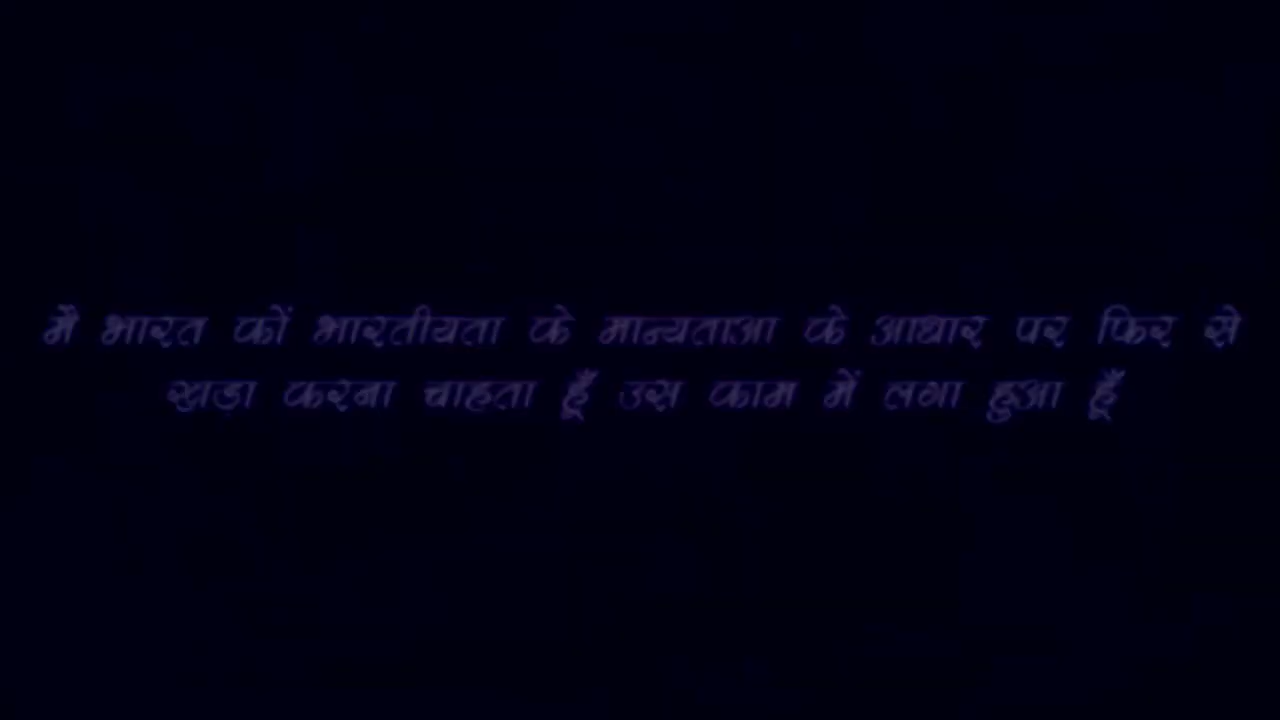 मै भारत कों भारतीयता के मान्यताआ के आधार पर फिर से
खडा करना चाहता हूँ उस काम में लगा हुआ हूँ